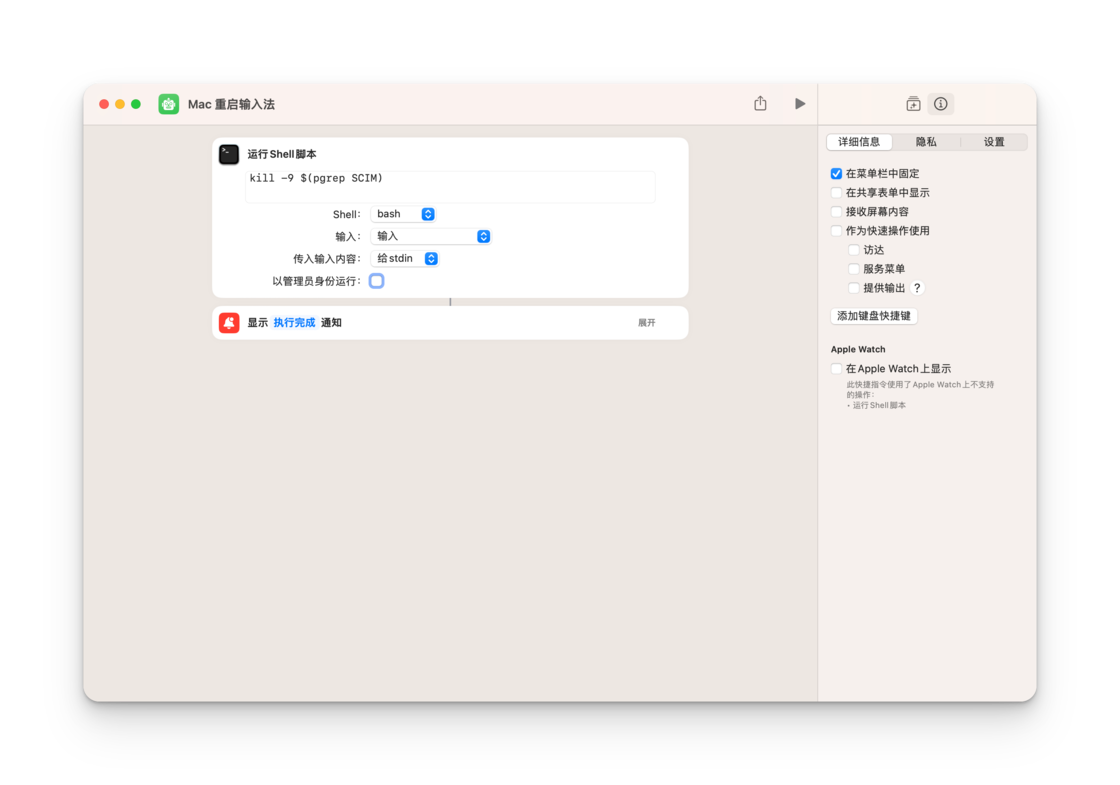 Mac 重启输入法
运行Shell脚本
kill -9 $(pgrep SCIM)
Shell: bash
输入: 输入
传入输入内容: 给stdin
以管理员身份运行:
显示 执行完成 通知 展开
详细信息 隐私 设置
在菜单栏中固定
在共享表单中显示
接收屏幕内容
作为快速操作使用
访达
服务菜单
提供输出 ?
添加键盘快捷键
Apple Watch
在Apple Watch上显示
此快捷指令使用了Apple Watch上不支持
的操作:
• 运行Shell脚本